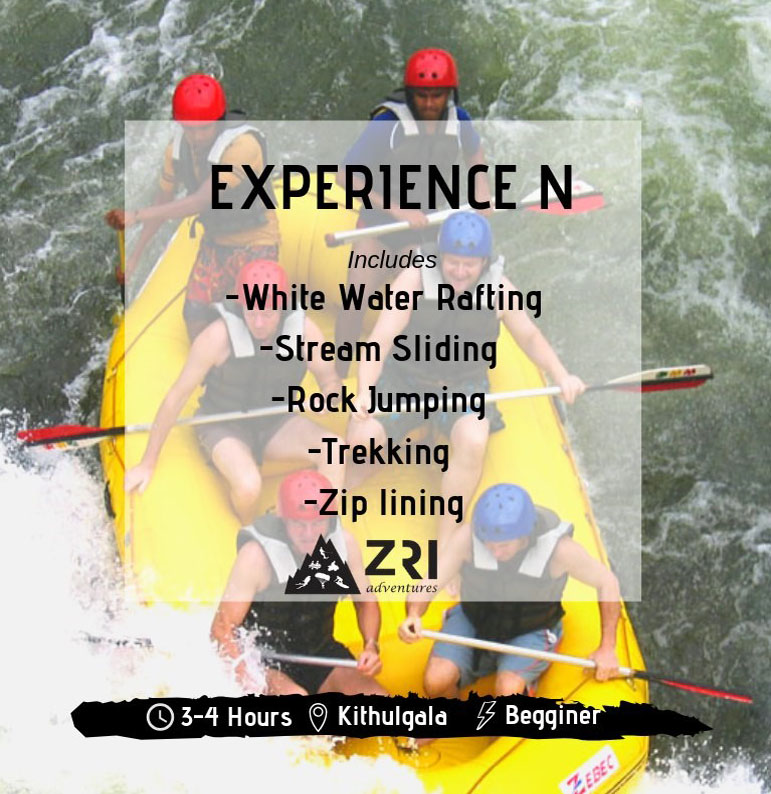 EXPERIENCE N
Includes
-White Water Rafting
-Stream Sliding
-Rock Jumping
-Trekking
-Zip lining
ZRI
adventures
3-4 Hours Kithulgala Begginer
ZEBEC